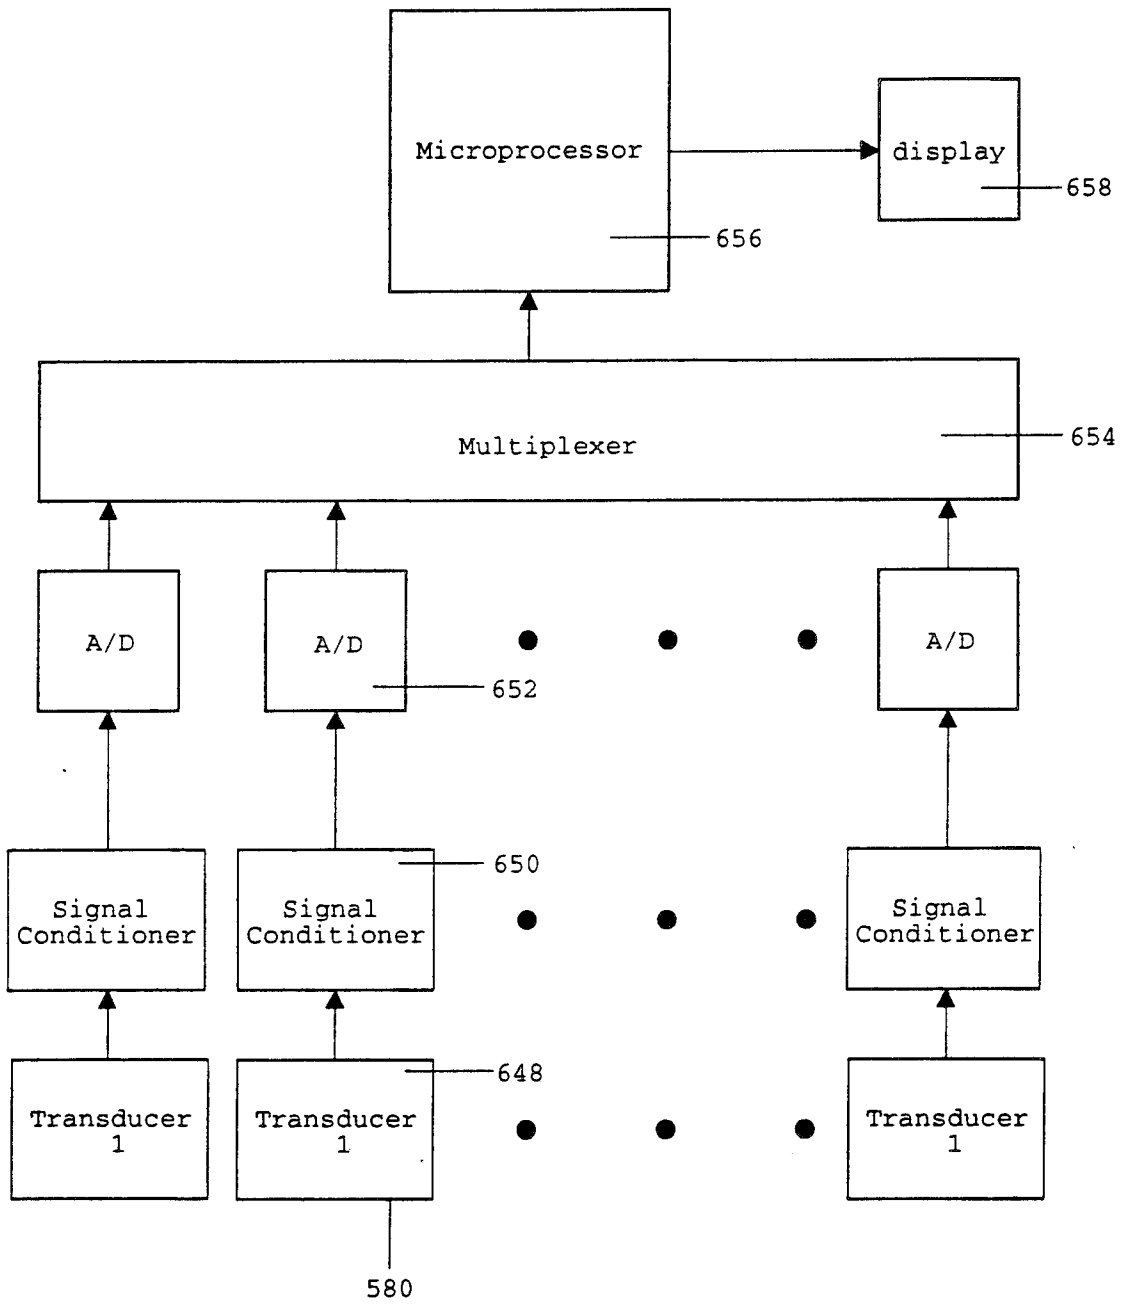 Microprocessor
display
658
656
Multiplexer
654
A/D
A/D
A/D
652
650
Signal
Conditioner
Signal
Conditioner
Signal
Conditioner
648
Transducer
1
Transducer
1
Transducer
1
580